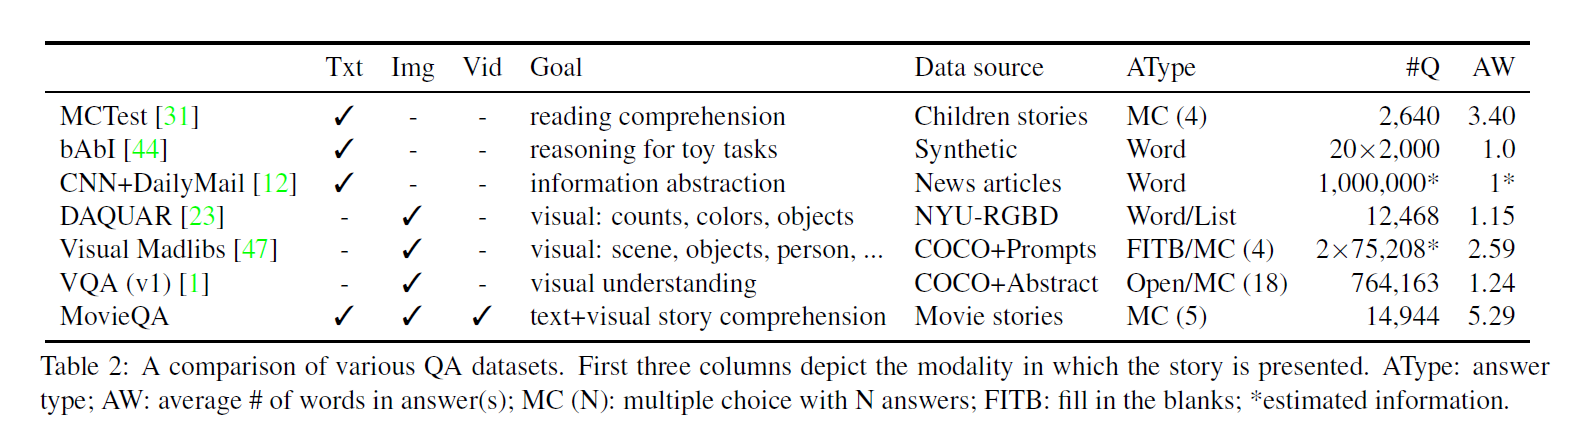 Txt Img Vid Goal Data source AType #Q AW
MCTest [31] ✓ - - reading comprehension Children stories MC (4) 2,640 3.40
bAbI [44] ✓ - - reasoning for toy tasks Synthetic Word 20×2,000 1.0
CNN+DailyMail [12] ✓ - - information abstraction News articles Word 1,000,000* 1*
DAQUAR [23] - ✓ - visual: counts, colors, objects NYU-RGBD Word/List 12,468 1.15
Visual Madlibs [47] - ✓ - visual: scene, objects, person, ... COCO+Prompts FITB/MC (4) 2×75,208* 2.59
VQA (v1) [1] - ✓ - visual understanding COCO+Abstract Open/MC (18) 764,163 1.24
MovieQA ✓ ✓ ✓ text+visual story comprehension Movie stories MC (5) 14,944 5.29
Table 2: A comparison of various QA datasets. First three columns depict the modality in which the story is presented. AType: answer
type; AW: average # of words in answer(s); MC (N): multiple choice with N answers; FITB: fill in the blanks; *estimated information.